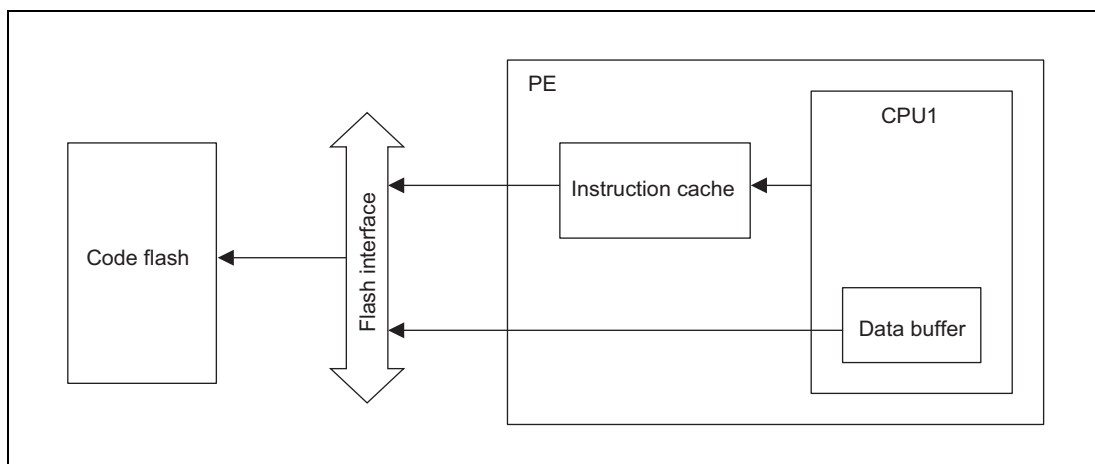 PE
CPU1
Instruction cache
Code flash
Flash interface
Data buffer